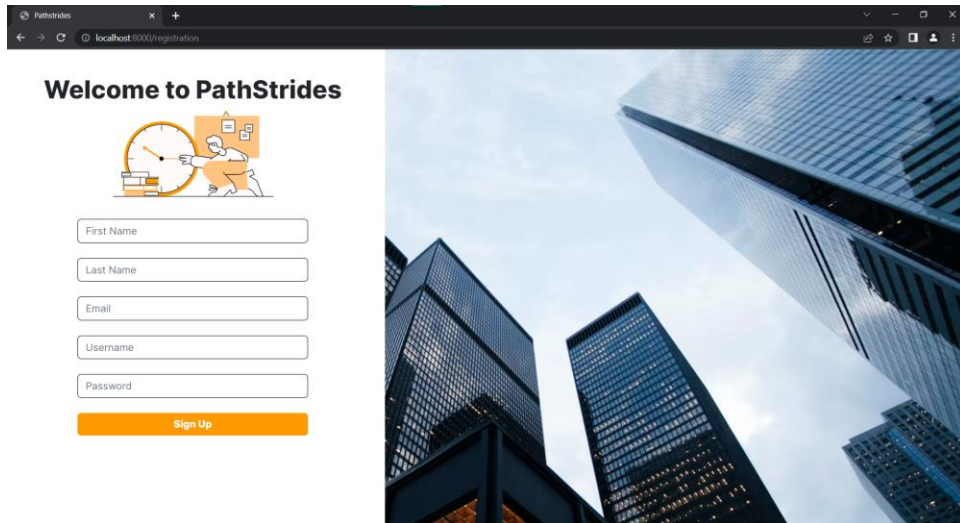 Pathstrides
localhost:8000/registration
Welcome to PathStrides
First Name
Last Name
Email
Username
Password
Sign Up